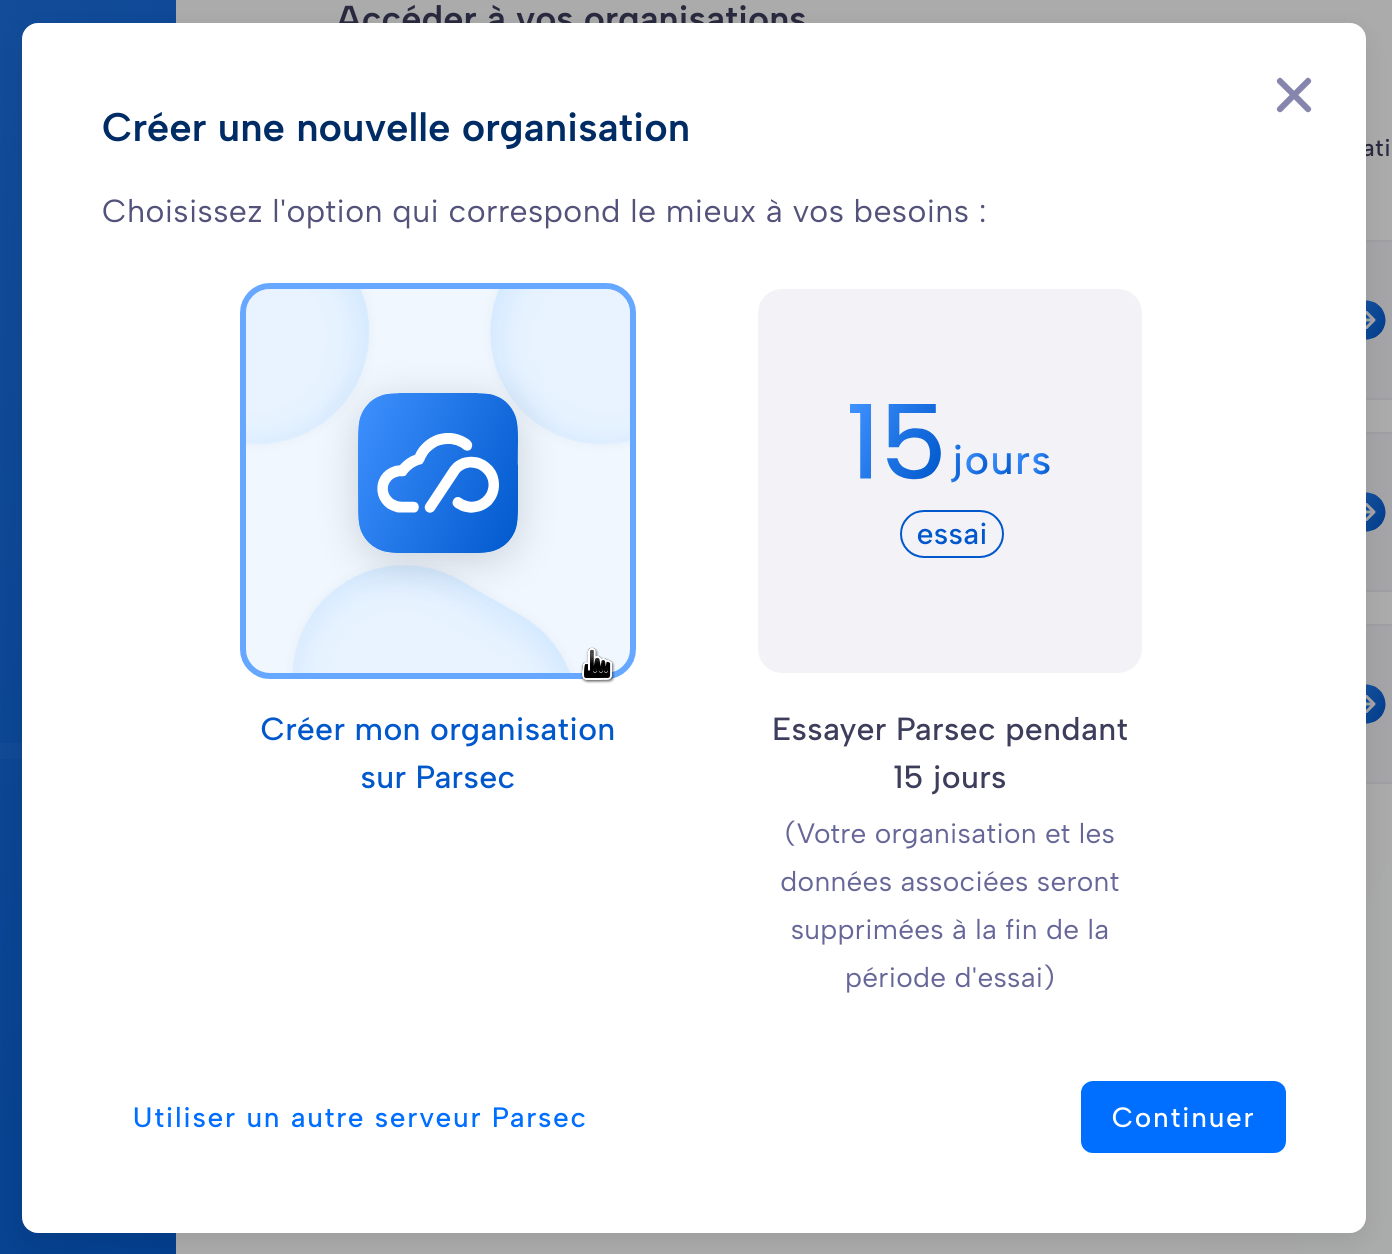 Accéder à vos organisations
Créer une nouvelle organisation
Choisissez l'option qui correspond le mieux à vos besoins :
15 jours
essai
Créer mon organisation
sur Parsec
Essayer Parsec pendant
15 jours
(Votre organisation et les
données associées seront
supprimées à la fin de la
période d'essai)
Utiliser un autre serveur Parsec
Continuer